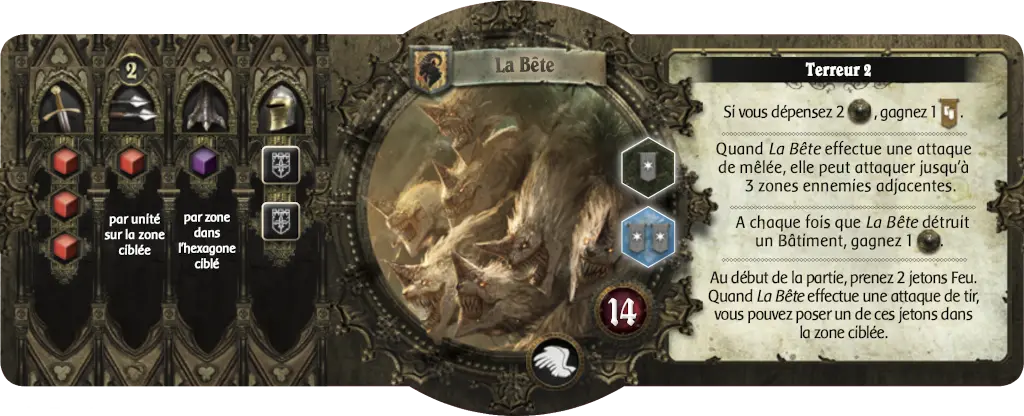 2
par unité
sur la zone
ciblée
par zone
dans
l'hexagone
ciblé
La Bête
14
Terreur 2
Si vous dépensez 2 , gagnez 1 .
Quand La Bête effectue une attaque
de mêlée, elle peut attaquer jusqu'à
3 zones ennemies adjacentes.
A chaque fois que La Bête détruit
un Bâtiment, gagnez 1 .
Au début de la partie, prenez 2 jetons Feu.
Quand La Bête effectue une attaque de tir,
vous pouvez poser un de ces jetons dans
la zone ciblée.